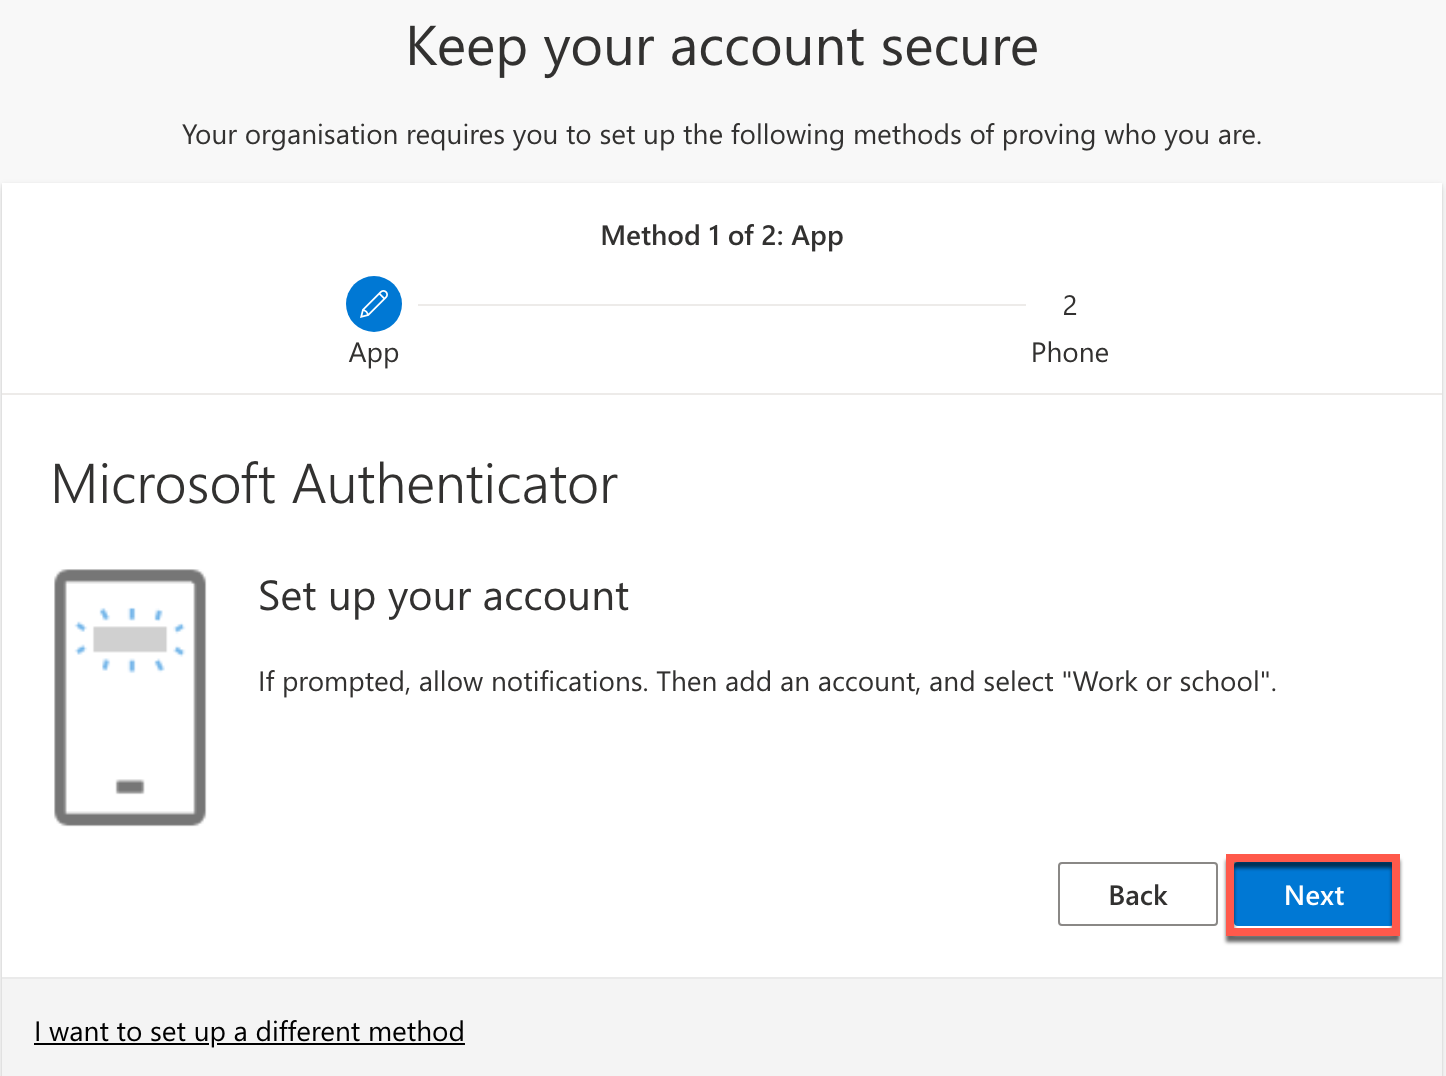 Keep your account secure
Your organisation requires you to set up the following methods of proving who you are.
Method 1 of 2: App
2
App
Phone
Microsoft Authenticator
Set up your account
If prompted, allow notifications. Then add an account, and select "Work or school".
Back
Next
I want to set up a different method